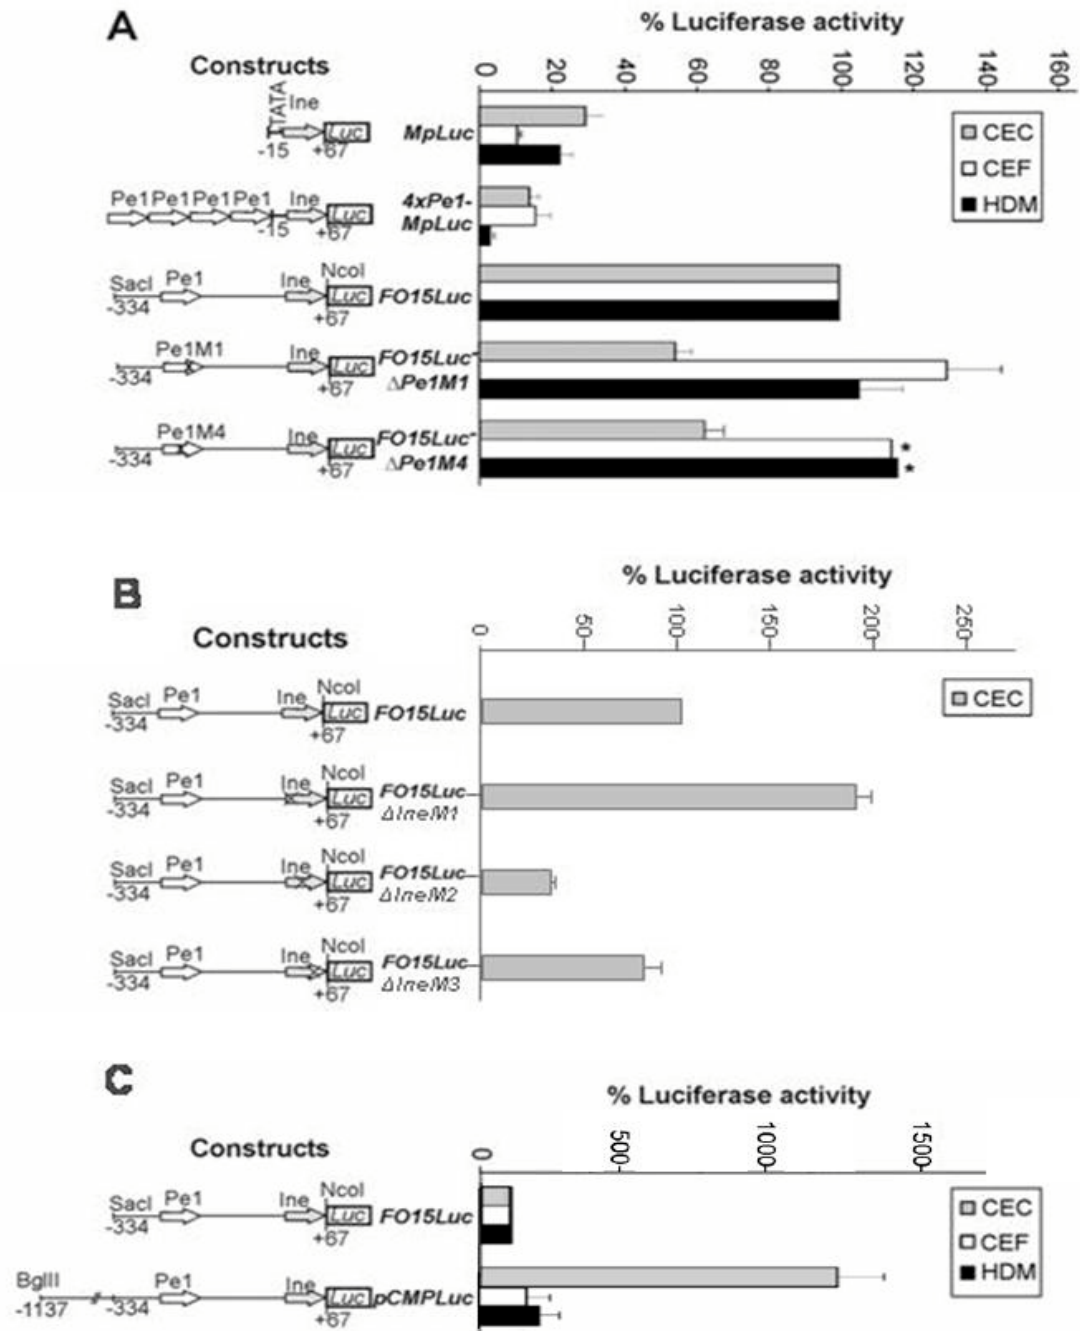 A
% Luciferase activity
Constructs
0 20 40 60 80 100 120 140 160
TATA
Ine
Luc
-15 +67
MpLuc
CEC
CEF
HDM
Pe1 Pe1 Pe1 Pe1 Ine
Luc
-15 +67
4xPe1-
MpLuc
SacI Pe1 Ine NcoI
Luc
-334 +67
FO15Luc
Pe1M1 Ine
Luc
-334 +67
FO15Luc-
ΔPe1M1
Pe1M4 Ine
Luc
-334 +67
FO15Luc-
ΔPe1M4
*
*
B
% Luciferase activity
Constructs
0 50 100 150 200 250
CEC
SacI Pe1 Ine NcoI
Luc
-334 +67
FO15Luc
SacI Pe1 Ine NcoI
Luc
-334 +67
FO15Luc
ΔIneM1
SacI Pe1 Ine NcoI
Luc
-334 +67
FO15Luc
ΔIneM2
SacI Pe1 Ine NcoI
Luc
-334 +67
FO15Luc
ΔIneM3
C
% Luciferase activity
Constructs
0 500 1000 1500
SacI Pe1 Ine NcoI
Luc
-334 +67
FO15Luc
CEC
CEF
HDM
BglII Pe1 Ine
Luc
-1137 -334 +67
pCMPLuc